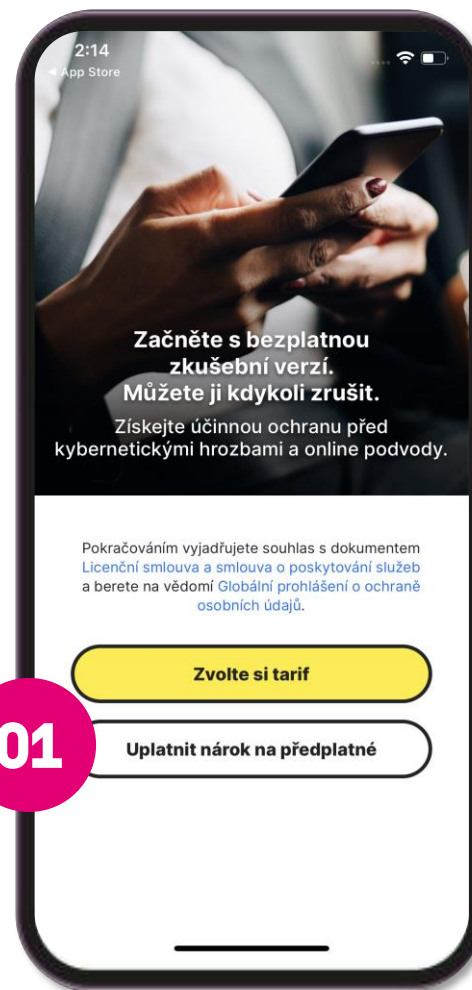 2:14
◀ App Store
Začněte s bezplatnou
zkušební verzí.
Můžete ji kdykoli zrušit.
Získejte účinnou ochranu před
kybernetickými hrozbami a online podvody.
Pokračováním vyjadřujete souhlas s dokumentem
Licenční smlouva a smlouva o poskytování služeb
a berete na vědomí Globální prohlášení o ochraně
osobních údajů.
Zvolte si tarif
01
Uplatnit nárok na předplatné